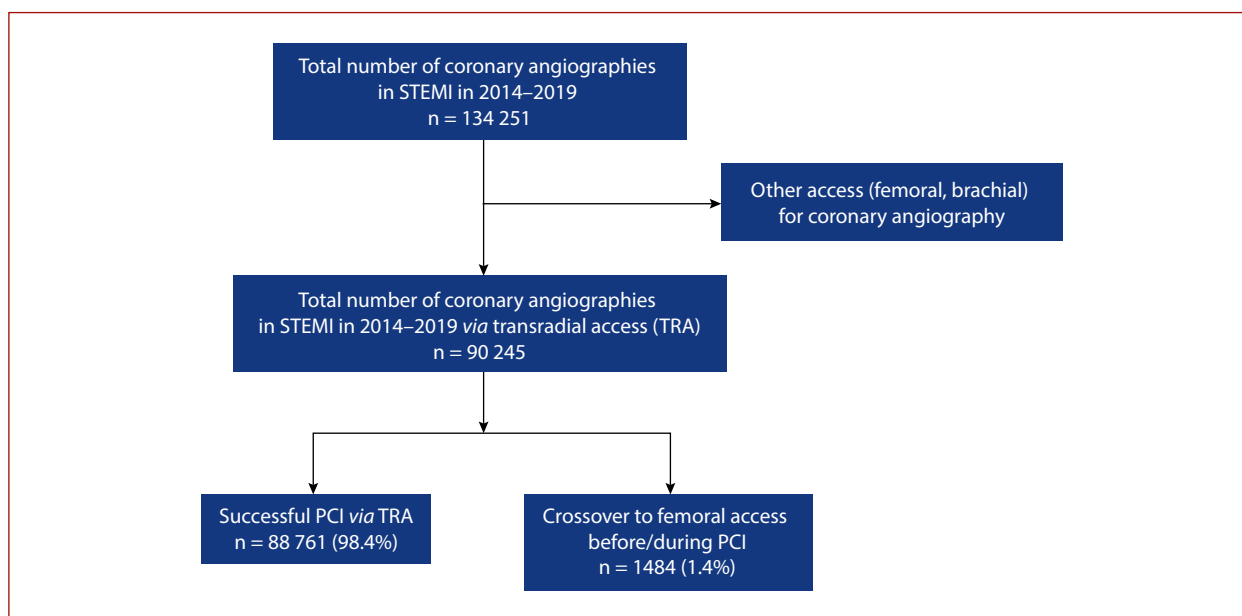 Total number of coronary angiographies
in STEMI in 2014–2019
n = 134 251
Other access (femoral, brachial)
for coronary angiography
Total number of coronary angiographies
in STEMI in 2014–2019 via transradial access (TRA)
n = 90 245
Successful PCI via TRA
n = 88 761 (98.4%)
Crossover to femoral access
before/during PCI
n = 1484 (1.4%)